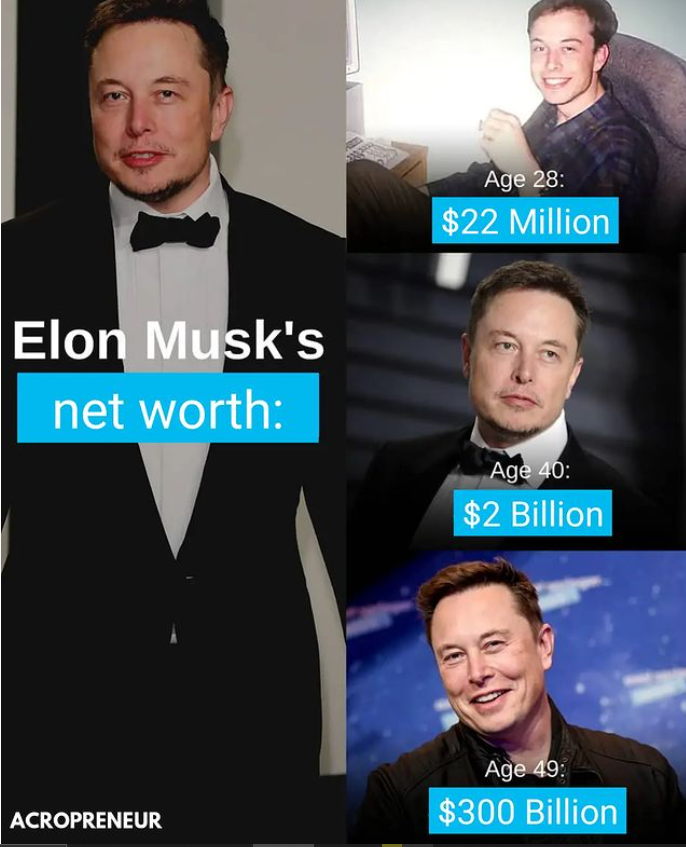 Elon Musk's
net worth:
Age 28:
$22 Million
Age 40:
$2 Billion
Age 49:
$300 Billion
ACROPRENEUR